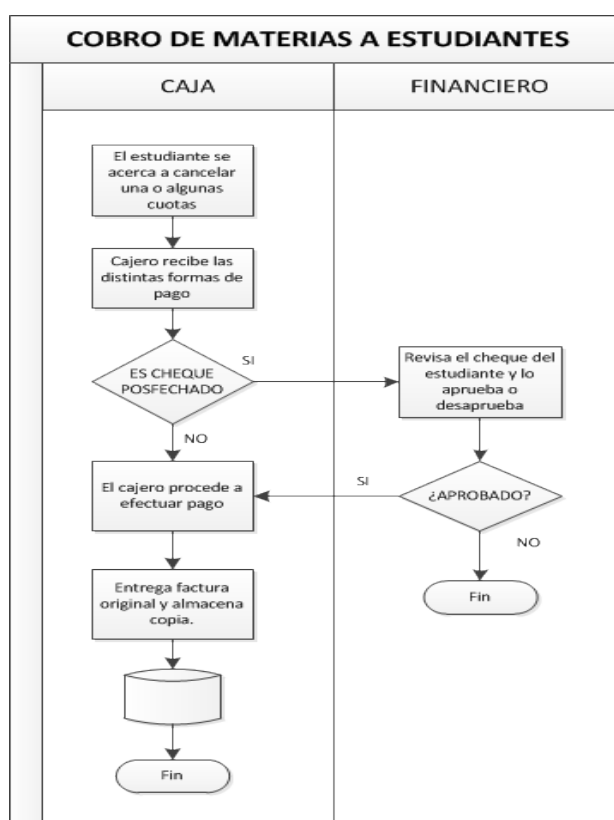 COBRO DE MATERIAS A ESTUDIANTES
CAJA
FINANCIERO
El estudiante se
acerca a cancelar
una o algunas
cuotas
Cajero recibe las
distintas formas de
pago
ES CHEQUE
POSFECHADO
SI
Revisa el cheque del
estudiante y lo
aprueba o
desaprueba
NO
El cajero procede a
efectuar pago
SI
¿APROBADO?
NO
Entrega factura
original y almacena
copia.
Fin
Fin